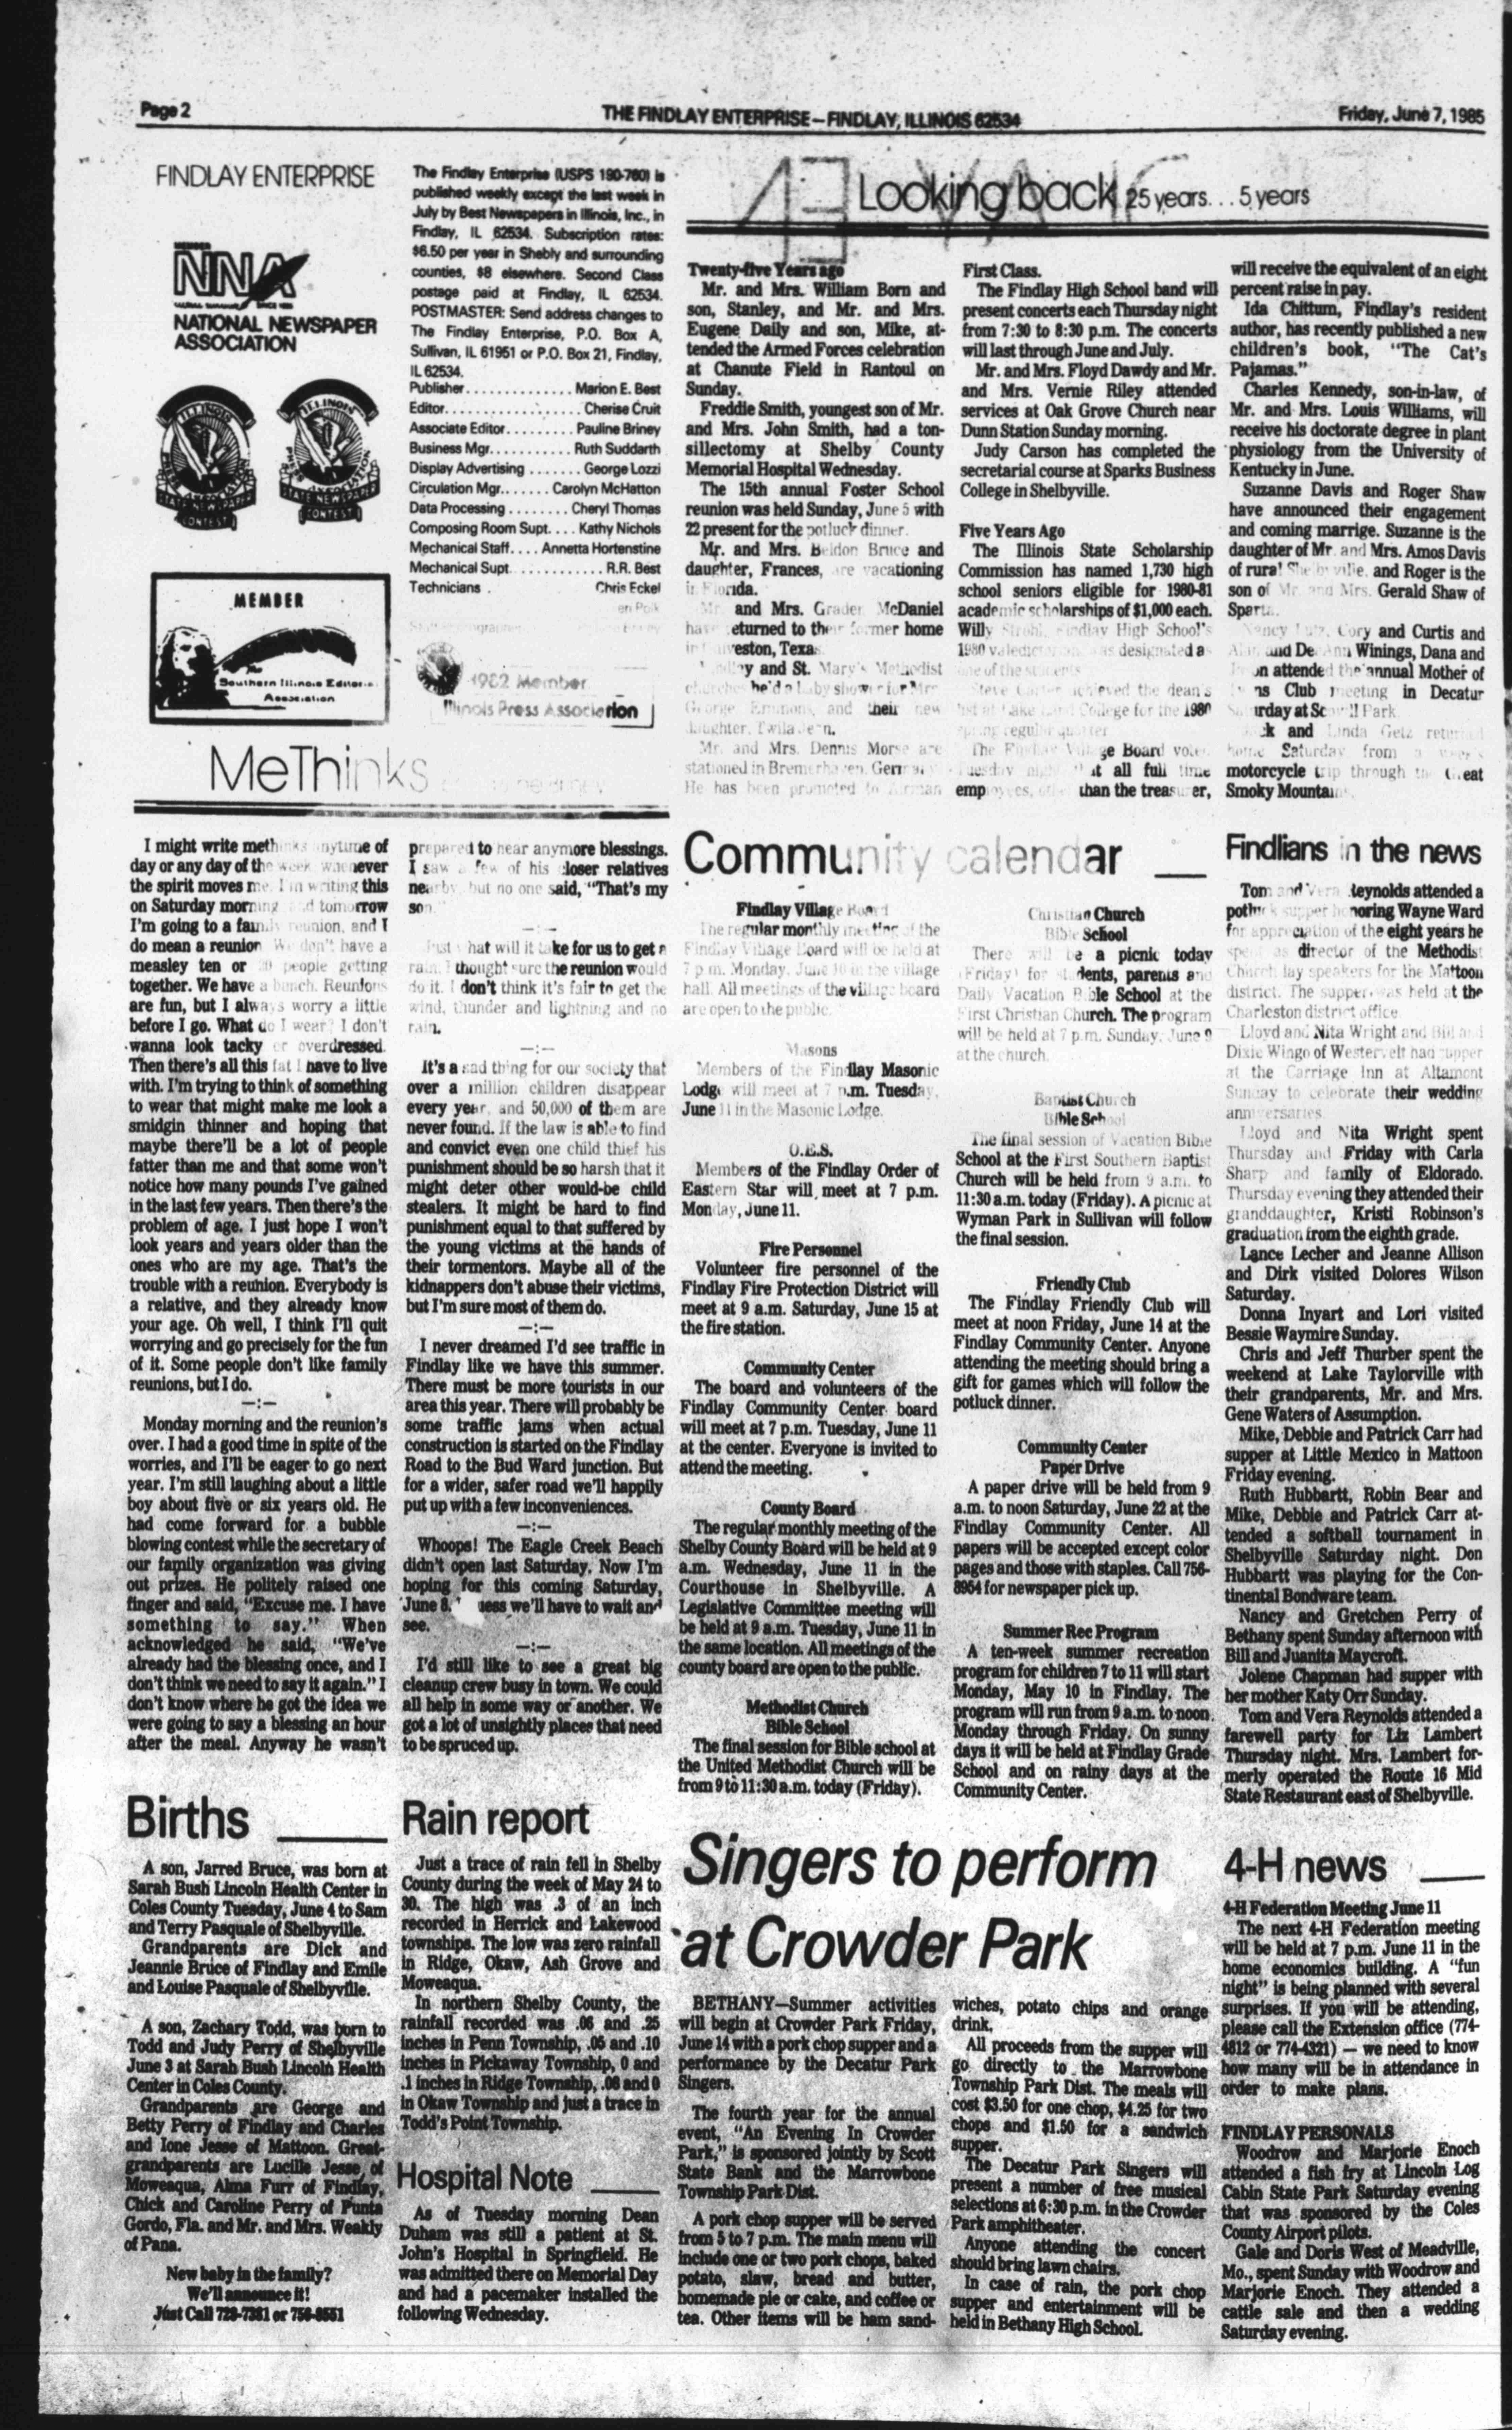 Page 2
THE FINDLAY ENTERPRISE — FINDLAY, ILLINOIS 62534
Friday, June 7, 1985
FINDLAY ENTERPRISE
MEMBER
NNA
NATIONAL NEWSPAPER
ASSOCIATION
MEMBER
The
Southern Illinois Editorial
Association
The Findlay Enterprise (USPS 190-760) is
published weekly except the last week in
July by Best Newspapers in Illinois, Inc., in
Findlay, IL 62534. Subscription rates:
$6.50 per year in Shebly and surrounding
counties, $8 elsewhere. Second Class
postage paid at Findlay, IL 62534.
POSTMASTER: Send address changes to
The Findlay Enterprise, P.O. Box A,
Sullivan, IL 61951 or P.O. Box 21, Findlay,
IL 62534.
Publisher.............. Marion E. Best
Editor.................. Cherise Cruit
Associate Editor......... Pauline Briney
Business Mgr........... Ruth Suddarth
Display Advertising ....... George Lozzi
Circulation Mgr....... Carolyn McHatton
Data Processing ........ Cheryl Thomas
Composing Room Supt.... Kathy Nichols
Mechanical Staff.... Annetta Hortenstine
Mechanical Supt............. R.R. Best
Technicians . Chris Eckel
1982 Member
Illinois Press Association
MeThinks
I might write methinks anytime of
day or any day of the week whenever
the spirit moves me. I'm writing this
on Saturday morning and tomorrow
I'm going to a family reunion, and I
do mean a reunion. We don't have a
measley ten or 20 people getting
together. We have a bunch. Reunions
are fun, but I always worry a little
before I go. What do I wear? I don't
wanna look tacky or overdressed.
Then there's all this fat I have to live
with. I'm trying to think of something
to wear that might make me look a
smidgin thinner and hoping that
maybe there'll be a lot of people
fatter than me and that some won't
notice how many pounds I've gained
in the last few years. Then there's the
problem of age. I just hope I won't
look years and years older than the
ones who are my age. That's the
trouble with a reunion. Everybody is
a relative, and they already know
your age. Oh well, I think I'll quit
worrying and go precisely for the fun
of it. Some people don't like family
reunions, but I do.
—:—
Monday morning and the reunion's
over. I had a good time in spite of the
worries, and I'll be eager to go next
year. I'm still laughing about a little
boy about five or six years old. He
had come forward for a bubble
blowing contest while the secretary of
our family organization was giving
out prizes. He politely raised one
finger and said, "Excuse me. I have
something to say." When
acknowledged he said, "We've
already had the blessing once, and I
don't think we need to say it again." I
don't know where he got the idea we
were going to say a blessing an hour
after the meal. Anyway he wasn't
prepared to hear anymore blessings.
I saw a few of his closer relatives
nearby, but no one said, "That's my
son."
—:—
Just what will it take for us to get a
rain. I thought sure the reunion would
do it. I don't think it's fair to get the
wind, thunder and lightning and no
rain.
—:—
It's a sad thing for our society that
over a million children disappear
every year, and 50,000 of them are
never found. If the law is able to find
and convict even one child thief his
punishment should be so harsh that it
might deter other would-be child
stealers. It might be hard to find
punishment equal to that suffered by
the young victims at the hands of
their tormentors. Maybe all of the
kidnappers don't abuse their victims,
but I'm sure most of them do.
—:—
I never dreamed I'd see traffic in
Findlay like we have this summer.
There must be more tourists in our
area this year. There will probably be
some traffic jams when actual
construction is started on the Findlay
Road to the Bud Ward junction. But
for a wider, safer road we'll happily
put up with a few inconveniences.
—:—
Whoops! The Eagle Creek Beach
didn't open last Saturday. Now I'm
hoping for this coming Saturday,
June 8. uess we'll have to wait and
see.
—:—
I'd still like to see a great big
cleanup crew busy in town. We could
all help in some way or another. We
got a lot of unsightly places that need
to be spruced up.
Looking back 25 years... 5 years
Twenty-five Years ago
Mr. and Mrs. William Born and
son, Stanley, and Mr. and Mrs.
Eugene Daily and son, Mike, at-
tended the Armed Forces celebration
at Chanute Field in Rantoul on
Sunday.
Freddie Smith, youngest son of Mr.
and Mrs. John Smith, had a ton-
sillectomy at Shelby County
Memorial Hospital Wednesday.
The 15th annual Foster School
reunion was held Sunday, June 5 with
22 present for the potluck dinner.
Mr. and Mrs. Beldon Bruce and
daughter, Frances, are vacationing
in Florida.
Mr. and Mrs. Grader McDaniel
have returned to their former home
in Galveston, Texas.
Findlay and St. Mary's Methodist
churches held a baby shower for Mrs.
George Emmons, and their new
daughter, Twila Jean.
Mr. and Mrs. Dennis Morse are
stationed in Bremerhaven, Germany
He has been promoted to Airman
First Class.
The Findlay High School band will
present concerts each Thursday night
from 7:30 to 8:30 p.m. The concerts
will last through June and July.
Mr. and Mrs. Floyd Dawdy and Mr.
and Mrs. Vernie Riley attended
services at Oak Grove Church near
Dunn Station Sunday morning.
Judy Carson has completed the
secretarial course at Sparks Business
College in Shelbyville.
Five Years Ago
The Illinois State Scholarship
Commission has named 1,730 high
school seniors eligible for 1980-81
academic scholarships of $1,000 each.
Willy Strohl, Findlay High School's
1980 valedictorian was designated as
one of the students
Steve Carter achieved the dean's
list at Lake Land College for the 1980
spring regular quarter
The Findlay Village Board voted
Tuesday night that all full time
employees, other than the treasurer,
will receive the equivalent of an eight
percent raise in pay.
Ida Chittum, Findlay's resident
author, has recently published a new
children's book, "The Cat's
Pajamas."
Charles Kennedy, son-in-law, of
Mr. and Mrs. Louis Williams, will
receive his doctorate degree in plant
physiology from the University of
Kentucky in June.
Suzanne Davis and Roger Shaw
have announced their engagement
and coming marrige. Suzanne is the
daughter of Mr. and Mrs. Amos Davis
of rural Shelbyville, and Roger is the
son of Mr. and Mrs. Gerald Shaw of
Sparta.
Nancy Lutz, Cory and Curtis and
and De Ann Winings, Dana and
attended the annual Mother of
Club meeting in Decatur
Saturday at Scovill Park.
and Linda Getz returned
home Saturday from a week's
motorcycle trip through the Great
Smoky Mountains.
Community calendar
Findlay Village Board
The regular monthly meeting of the
Findlay Village Board will be held at
7 p.m. Monday, June 10 in the village
hall. All meetings of the village board
are open to the public.
Masons
Members of the Findlay Masonic
Lodge will meet at 7 p.m. Tuesday,
June 11 in the Masonic Lodge.
O.E.S.
Members of the Findlay Order of
Eastern Star will meet at 7 p.m.
Monday, June 11.
Fire Personnel
Volunteer fire personnel of the
Findlay Fire Protection District will
meet at 9 a.m. Saturday, June 15 at
the fire station.
Community Center
The board and volunteers of the
Findlay Community Center board
will meet at 7 p.m. Tuesday, June 11
at the center. Everyone is invited to
attend the meeting.
County Board
The regular monthly meeting of the
Shelby County Board will be held at 9
a.m. Wednesday, June 11 in the
Courthouse in Shelbyville. A
Legislative Committee meeting will
be held at 9 a.m. Tuesday, June 11 in
the same location. All meetings of the
county board are open to the public.
Methodist Church
Bible School
The final session for Bible school at
the United Methodist Church will be
from 9 to 11:30 a.m. today (Friday).
Christian Church
Bible School
There will be a picnic today
(Friday) for students, parents and
Daily Vacation Bible School at the
First Christian Church. The program
will be held at 7 p.m. Sunday, June 9
at the church.
Baptist Church
Bible School
The final session of Vacation Bible
School at the First Southern Baptist
Church will be held from 9 a.m. to
11:30 a.m. today (Friday). A picnic at
Wyman Park in Sullivan will follow
the final session.
Friendly Club
The Findlay Friendly Club will
meet at noon Friday, June 14 at the
Findlay Community Center. Anyone
attending the meeting should bring a
gift for games which will follow the
potluck dinner.
Community Center
Paper Drive
A paper drive will be held from 9
a.m. to noon Saturday, June 22 at the
Findlay Community Center. All
papers will be accepted except color
pages and those with staples. Call 756-
8954 for newspaper pick up.
Summer Rec Program
A ten-week summer recreation
program for children 7 to 11 will start
Monday, May 10 in Findlay. The
program will run from 9 a.m. to noon
Monday through Friday. On sunny
days it will be held at Findlay Grade
School and on rainy days at the
Community Center.
Findlians in the news
Tom and Vera Reynolds attended a
potluck supper honoring Wayne Ward
for appreciation of the eight years he
spent as director of the Methodist
Church lay speakers for the Mattoon
district. The supper was held at the
Charleston district office.
Lloyd and Nita Wright and Bill and
Dixie Wingo of Westervelt had supper
at the Carriage Inn at Altamont
Sunday to celebrate their wedding
anniversaries.
Lloyd and Nita Wright spent
Thursday and Friday with Carla
Sharp and family of Eldorado.
Thursday evening they attended their
granddaughter, Kristi Robinson's
graduation from the eighth grade.
Lance Lecher and Jeanne Allison
and Dirk visited Dolores Wilson
Saturday.
Donna Inyart and Lori visited
Bessie Waymire Sunday.
Chris and Jeff Thurber spent the
weekend at Lake Taylorville with
their grandparents, Mr. and Mrs.
Gene Waters of Assumption.
Mike, Debbie and Patrick Carr had
supper at Little Mexico in Mattoon
Friday evening.
Ruth Hubbartt, Robin Bear and
Mike, Debbie and Patrick Carr at-
tended a softball tournament in
Shelbyville Saturday night. Don
Hubbartt was playing for the Con-
tinental Bondware team.
Nancy and Gretchen Perry of
Bethany spent Sunday afternoon with
Bill and Juanita Maycroft.
Jolene Chapman had supper with
her mother Katy Orr Sunday.
Tom and Vera Reynolds attended a
farewell party for Liz Lambert
Thursday night. Mrs. Lambert for-
merly operated the Route 16 Mid
State Restaurant east of Shelbyville.
Births
A son, Jarred Bruce, was born at
Sarah Bush Lincoln Health Center in
Coles County Tuesday, June 4 to Sam
and Terry Pasquale of Shelbyville.
Grandparents are Dick and
Jeannie Bruce of Findlay and Emile
and Louise Pasquale of Shelbyville.
A son, Zachary Todd, was born to
Todd and Judy Perry of Shelbyville
June 3 at Sarah Bush Lincoln Health
Center in Coles County.
Grandparents are George and
Betty Perry of Findlay and Charles
and Ione Jesse of Mattoon. Great-
grandparents are Lucille Jesse of
Moweaqua, Alma Furr of Findlay,
Chick and Caroline Perry of Punta
Gordo, Fla. and Mr. and Mrs. Weakly
of Pana.
New baby in the family?
We'll announce it!
Just Call 728-7381 or 756-8551
Rain report
Just a trace of rain fell in Shelby
County during the week of May 24 to
30. The high was .3 of an inch
recorded in Herrick and Lakewood
townships. The low was zero rainfall
in Ridge, Okaw, Ash Grove and
Moweaqua.
In northern Shelby County, the
rainfall recorded was .06 and .25
inches in Penn Township, .05 and .10
inches in Pickaway Township, 0 and
.1 inches in Ridge Township, .06 and 0
in Okaw Township and just a trace in
Todd's Point Township.
Hospital Note
As of Tuesday morning Dean
Duham was still a patient at St.
John's Hospital in Springfield. He
was admitted there on Memorial Day
and had a pacemaker installed the
following Wednesday.
Singers to perform
at Crowder Park
BETHANY—Summer activities
will begin at Crowder Park Friday,
June 14 with a pork chop supper and a
performance by the Decatur Park
Singers.
The fourth year for the annual
event, "An Evening In Crowder
Park," is sponsored jointly by Scott
State Bank and the Marrowbone
Township Park Dist.
A pork chop supper will be served
from 5 to 7 p.m. The main menu will
include one or two pork chops, baked
potato, slaw, bread and butter,
homemade pie or cake, and coffee or
tea. Other items will be ham sand-
wiches, potato chips and orange
drink.
All proceeds from the supper will
go directly to the Marrowbone
Township Park Dist. The meals will
cost $3.50 for one chop, $4.25 for two
chops and $1.50 for a sandwich
supper.
The Decatur Park Singers will
present a number of free musical
selections at 6:30 p.m. in the Crowder
Park amphitheater.
Anyone attending the concert
should bring lawn chairs.
In case of rain, the pork chop
supper and entertainment will be
held in Bethany High School.
4-H news
4-H Federation Meeting June 11
The next 4-H Federation meeting
will be held at 7 p.m. June 11 in the
home economics building. A "fun
night" is being planned with several
surprises. If you will be attending,
please call the Extension office (774-
4812 or 774-4321) — we need to know
how many will be in attendance in
order to make plans.
FINDLAY PERSONALS
Woodrow and Marjorie Enoch
attended a fish fry at Lincoln Log
Cabin State Park Saturday evening
that was sponsored by the Coles
County Airport pilots.
Gale and Doris West of Meadville,
Mo., spent Sunday with Woodrow and
Marjorie Enoch. They attended a
cattle sale and then a wedding
Saturday evening.